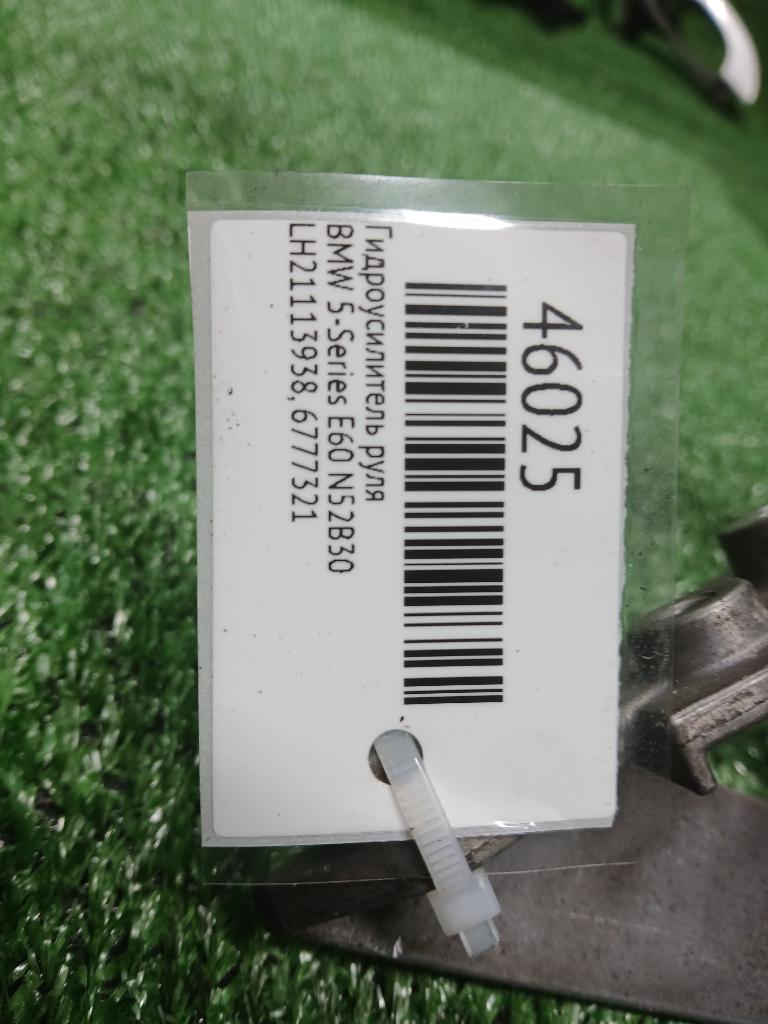 46025
Гидроусилитель руля
BMW 5-Series E60 N52B30
LH21113938, 6777321